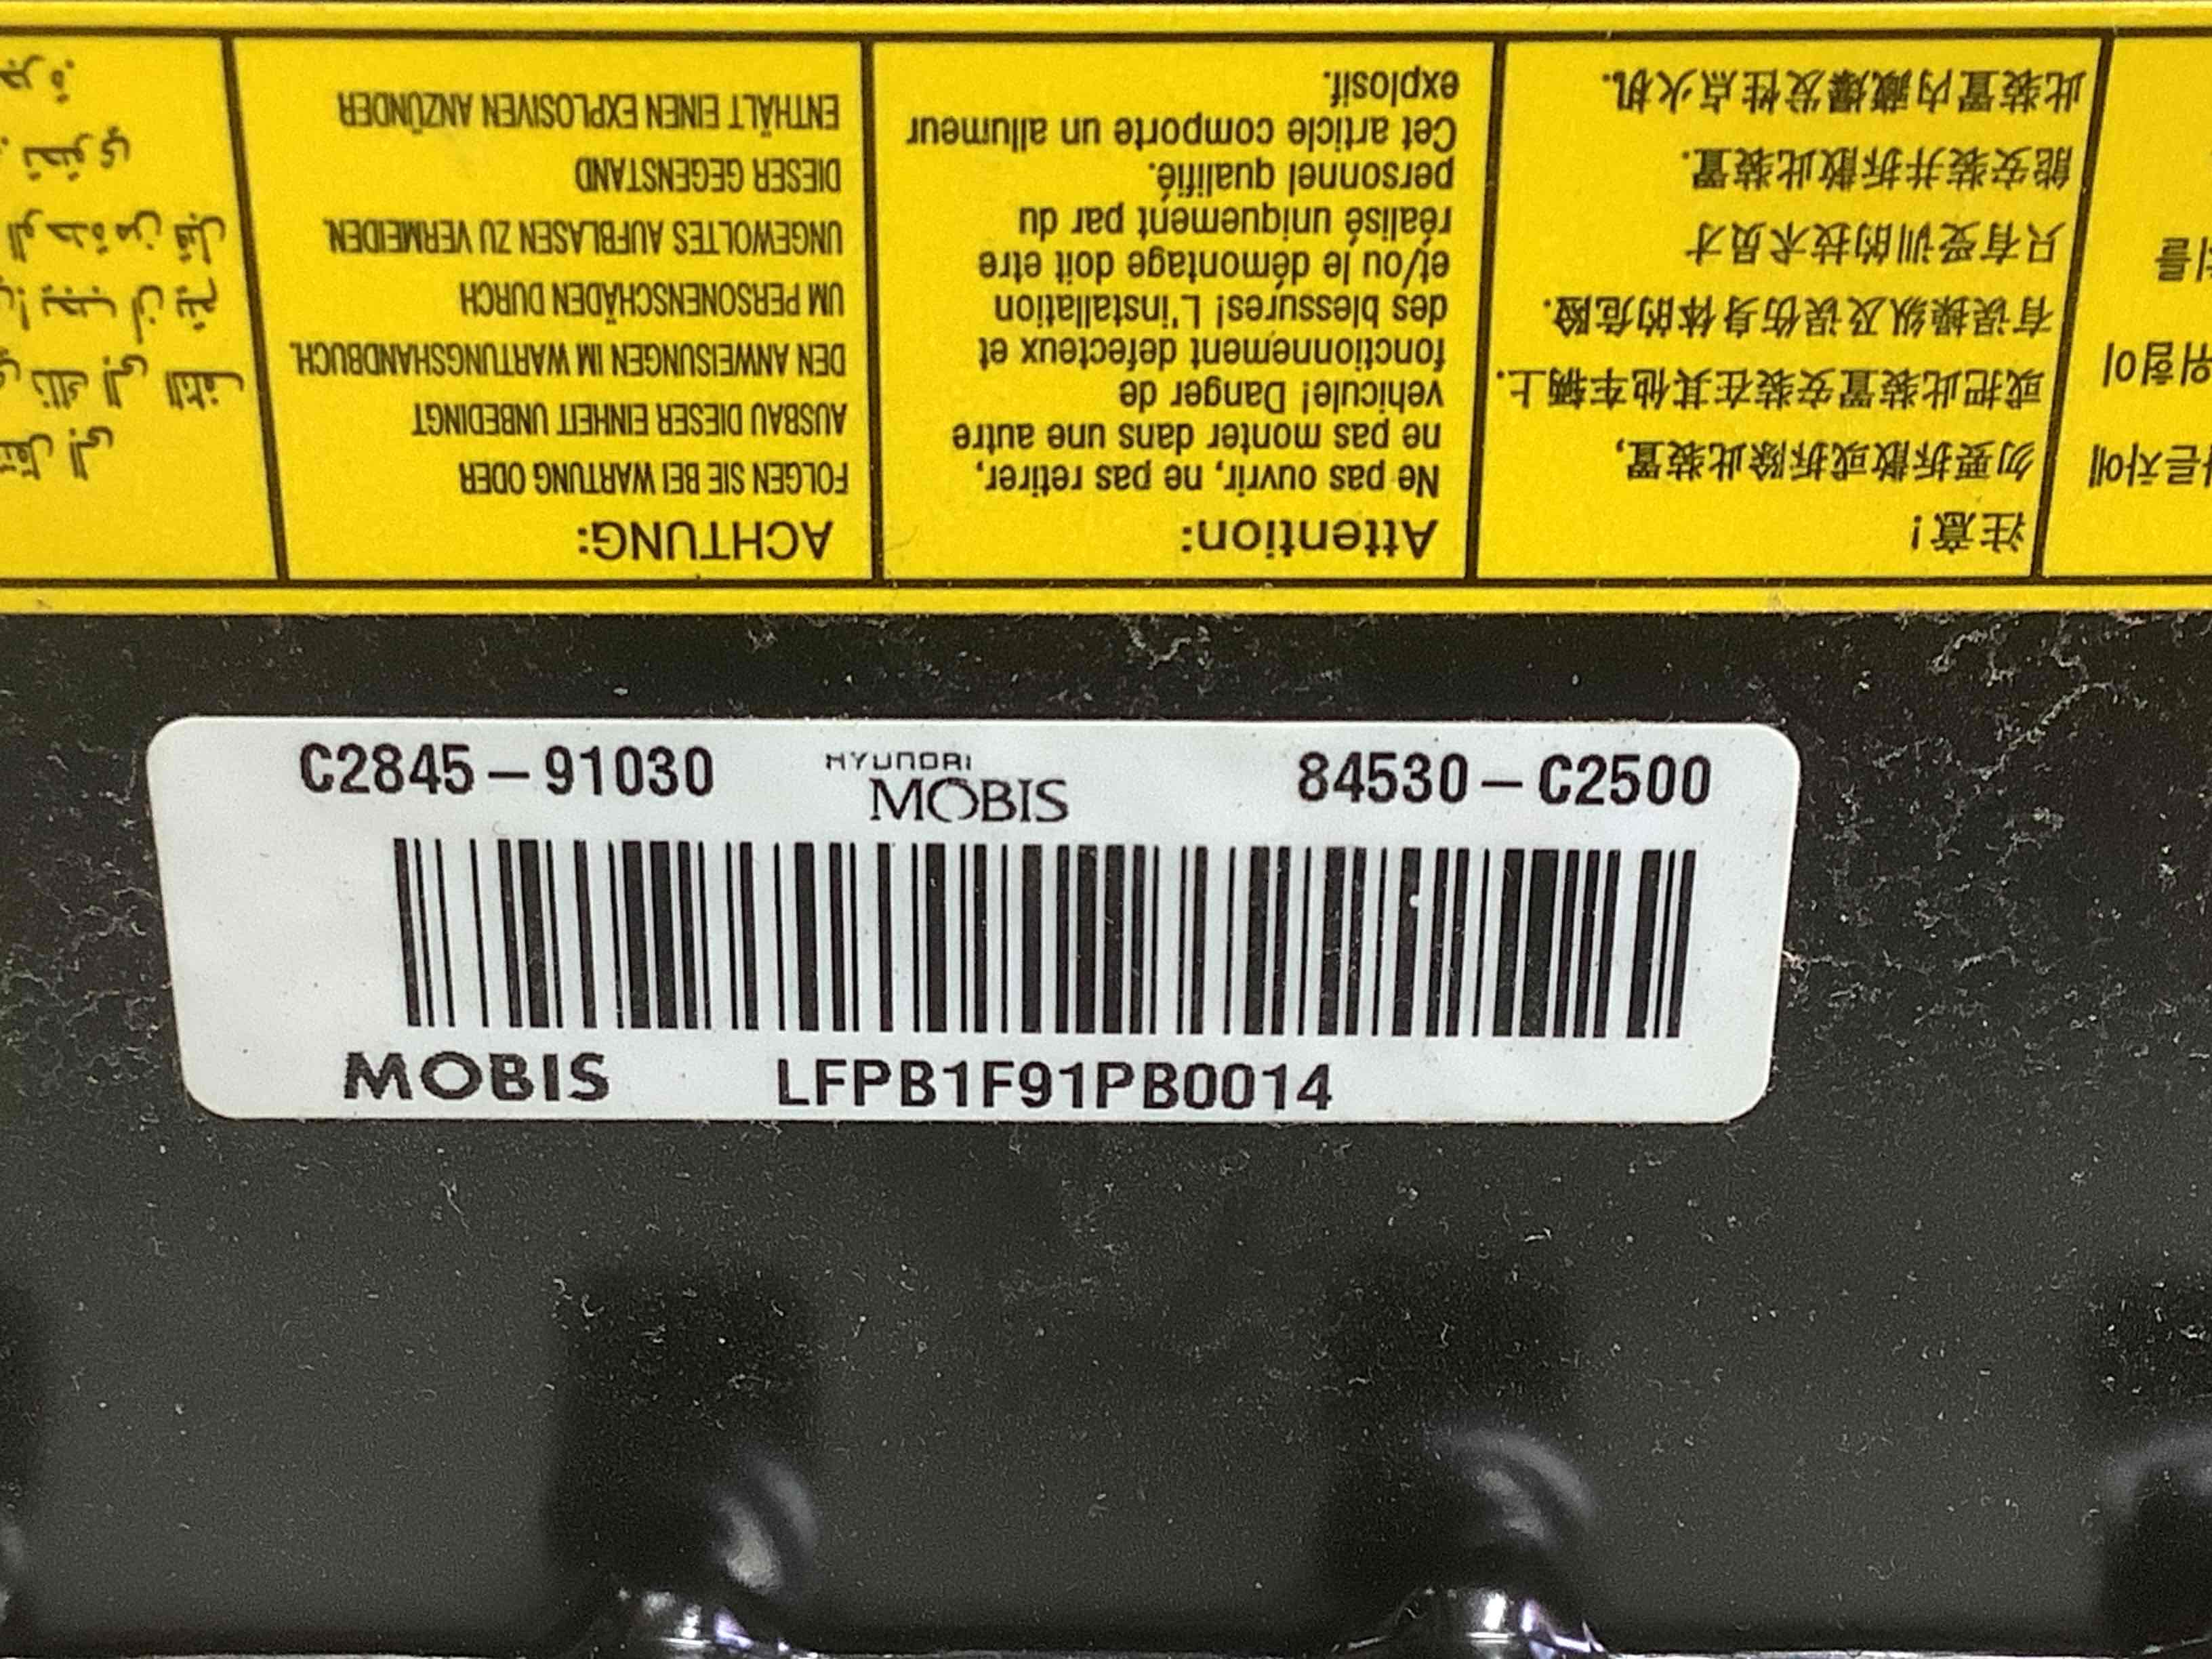 ACHTUNG:
FOLGEN SIE BEI WARTUNG ODER
AUSBAU DIESER EINHEIT UNBEDINGT
DEN ANWEISUNGEN IM WARTUNGSHANDBUCH.
UM PERSONENSCHÄDEN DURCH
UNGEWOLTES AUFBLASEN ZU VERMEIDEN.
DIESER GEGENSTAND
ENTHÄLT EINEN EXPLOSIVEN ANZÜNDER
Attention:
Ne pas ouvrir, ne pas retirer,
ne pas monter dans une autre
vehicule! Danger de
fonctionnement défecteux et
des blessures! L'installation
et/ou le démontage doit etre
réalisé uniquement par du
personnel qualifié.
Cet article comporte un allumeur
explosif.
注意!
勿要拆散或拆除此装置,
或把此装置安装在其他车辆上.
有误操纵及误伤身体的危险.
只有受训的技术员才
能安装并拆散此装置.
此装置内藏爆发性点火机.
위험이
C2845-91030
HYUNDAI
MOBIS
84530-C2500
MOBIS
LFPB1F91PB0014